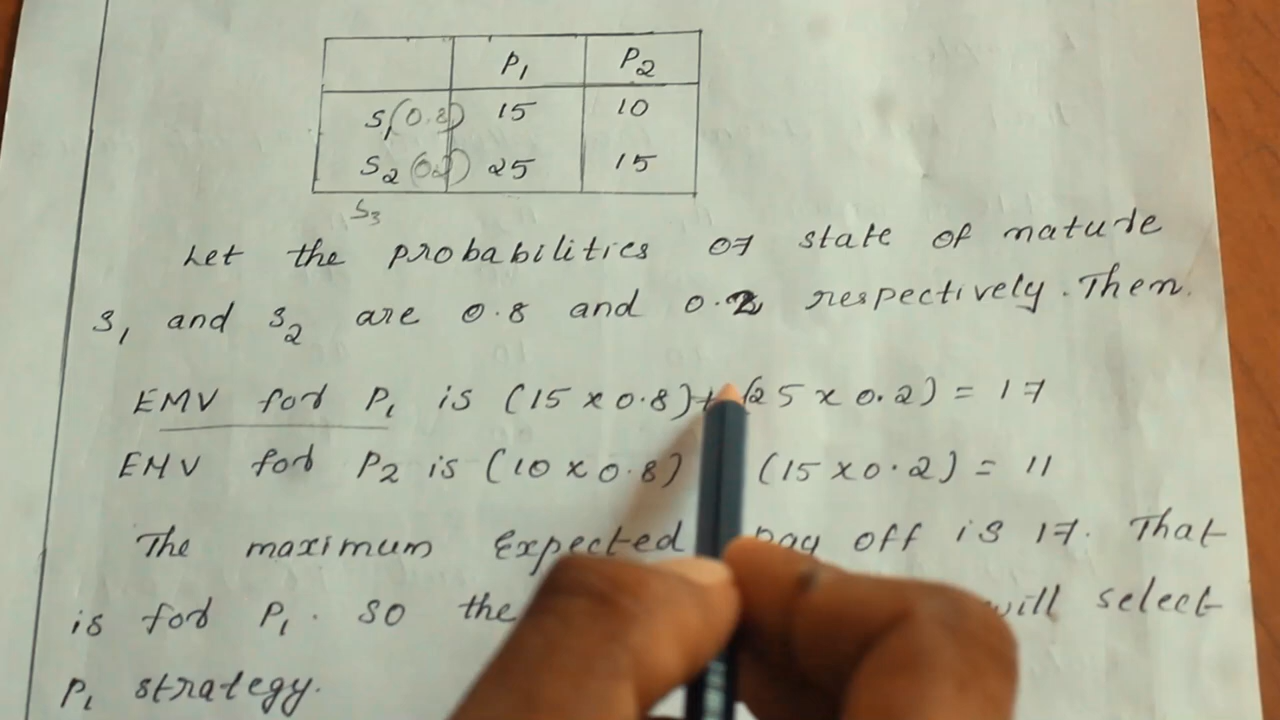 P1 P2
S1(0.8) 15 10
S2(0.2) 25 15
S3
Let the probabilities of state of nature
S1 and S2 are 0.8 and 0.2 respectively. Then.
EMV for P1 is (15 x 0.8)+(25 x 0.2) = 17
EMV for P2 is (10 x 0.8) (15 x 0.2) = 11
The maximum Expected pay off is 17. That
is for P1. So the will select
P1 strategy.